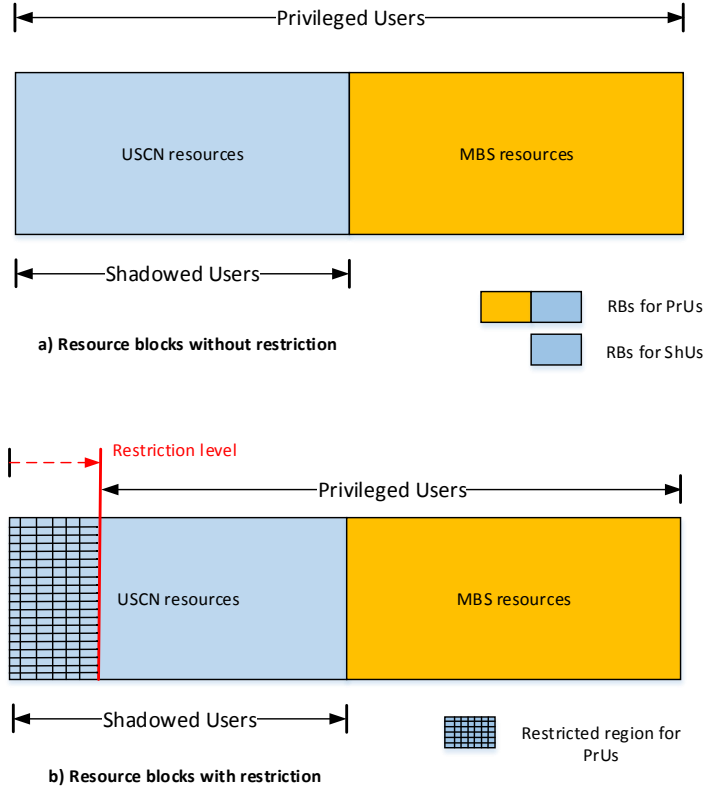 Privileged Users
USCN resources
MBS resources
Shadowed Users
RBs for PrUs
a) Resource blocks without restriction
RBs for ShUs
Restriction level
Privileged Users
USCN resources
MBS resources
Shadowed Users
Restricted region for
PrUs
b) Resource blocks with restriction